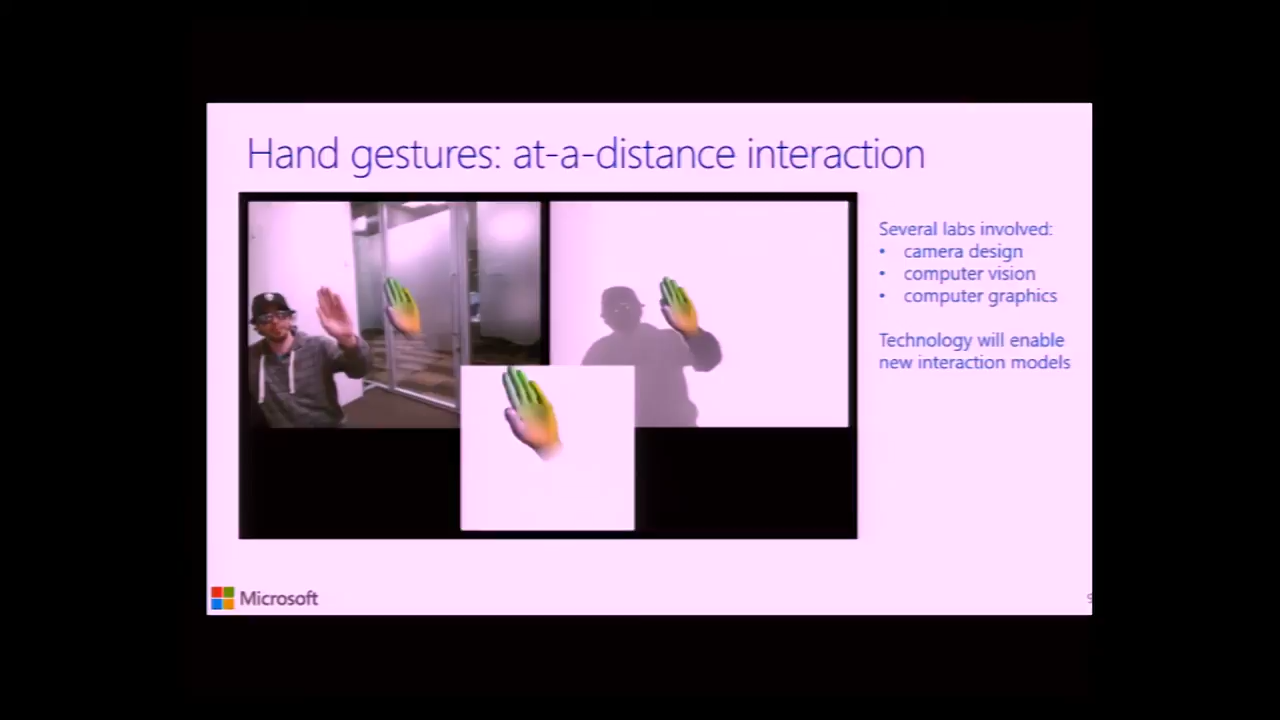 Hand gestures: at-a-distance interaction
Several labs involved:
• camera design
• computer vision
• computer graphics
Technology will enable
new interaction models
Microsoft
9